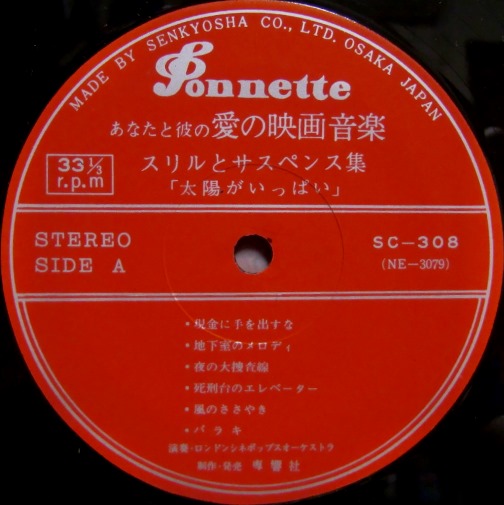 MADE BY SENKYOSHA CO., LTD. OSAKA JAPAN
Ponnette
あなたと彼の愛の映画音楽
スリルとサスペンス集
「太陽がいっぱい」
33 1/3
r.p.m
STEREO
SIDE A
SC-308
(NE-3079)
・現金に手を出すな
・地下室のメロディ
・夜の大捜査線
・死刑台のエレベーター
・風のささやき
・バラキ
演奏・ロンドンシネポップスオーケストラ
制作・発売 専響社